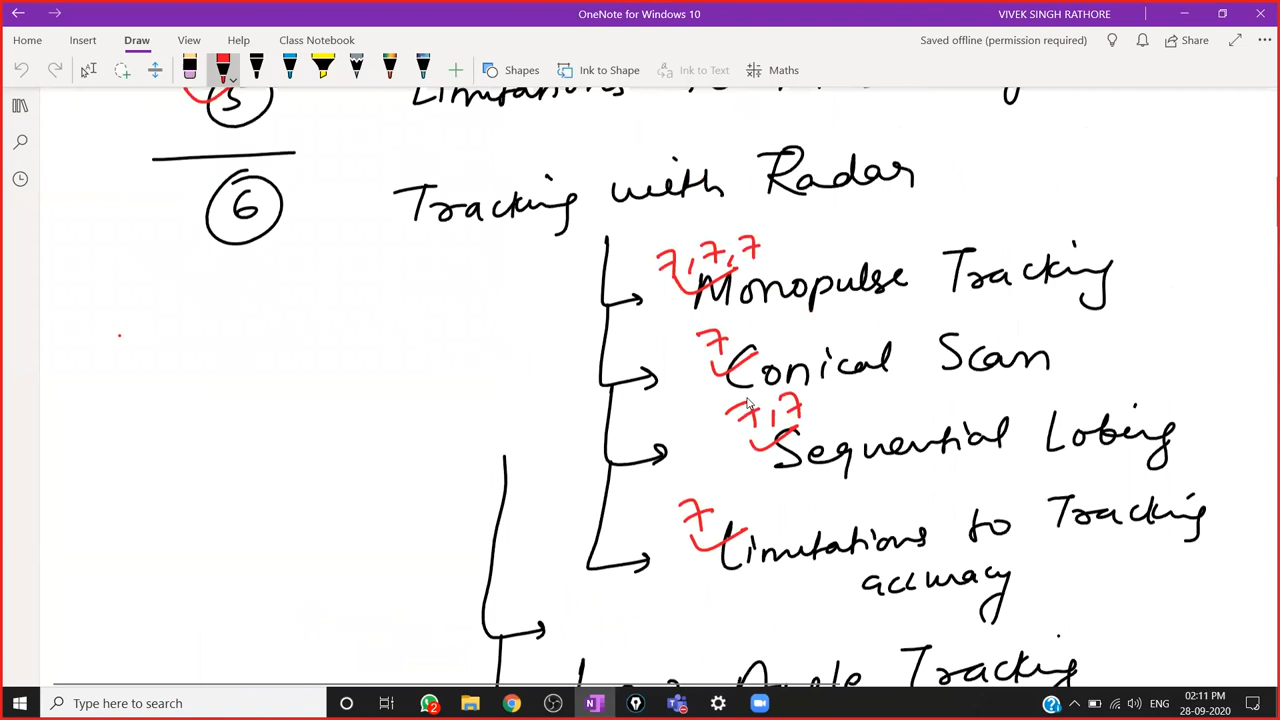 OneNote for Windows 10
VIVEK SINGH RATHORE
Home Insert Draw View Help Class Notebook
Saved offline (permission required) Share
Shapes Ink to Shape Ink to Text Maths
5 Limitations
6 Tracking with Radar
7, 7, 7
Monopulse Tracking
7
Conical Scan
7, 7
Sequential Lobing
7
Limitations to Tracking
accuracy
Angle Tracking
Type here to search
2
ENG
02:11 PM
28-09-2020